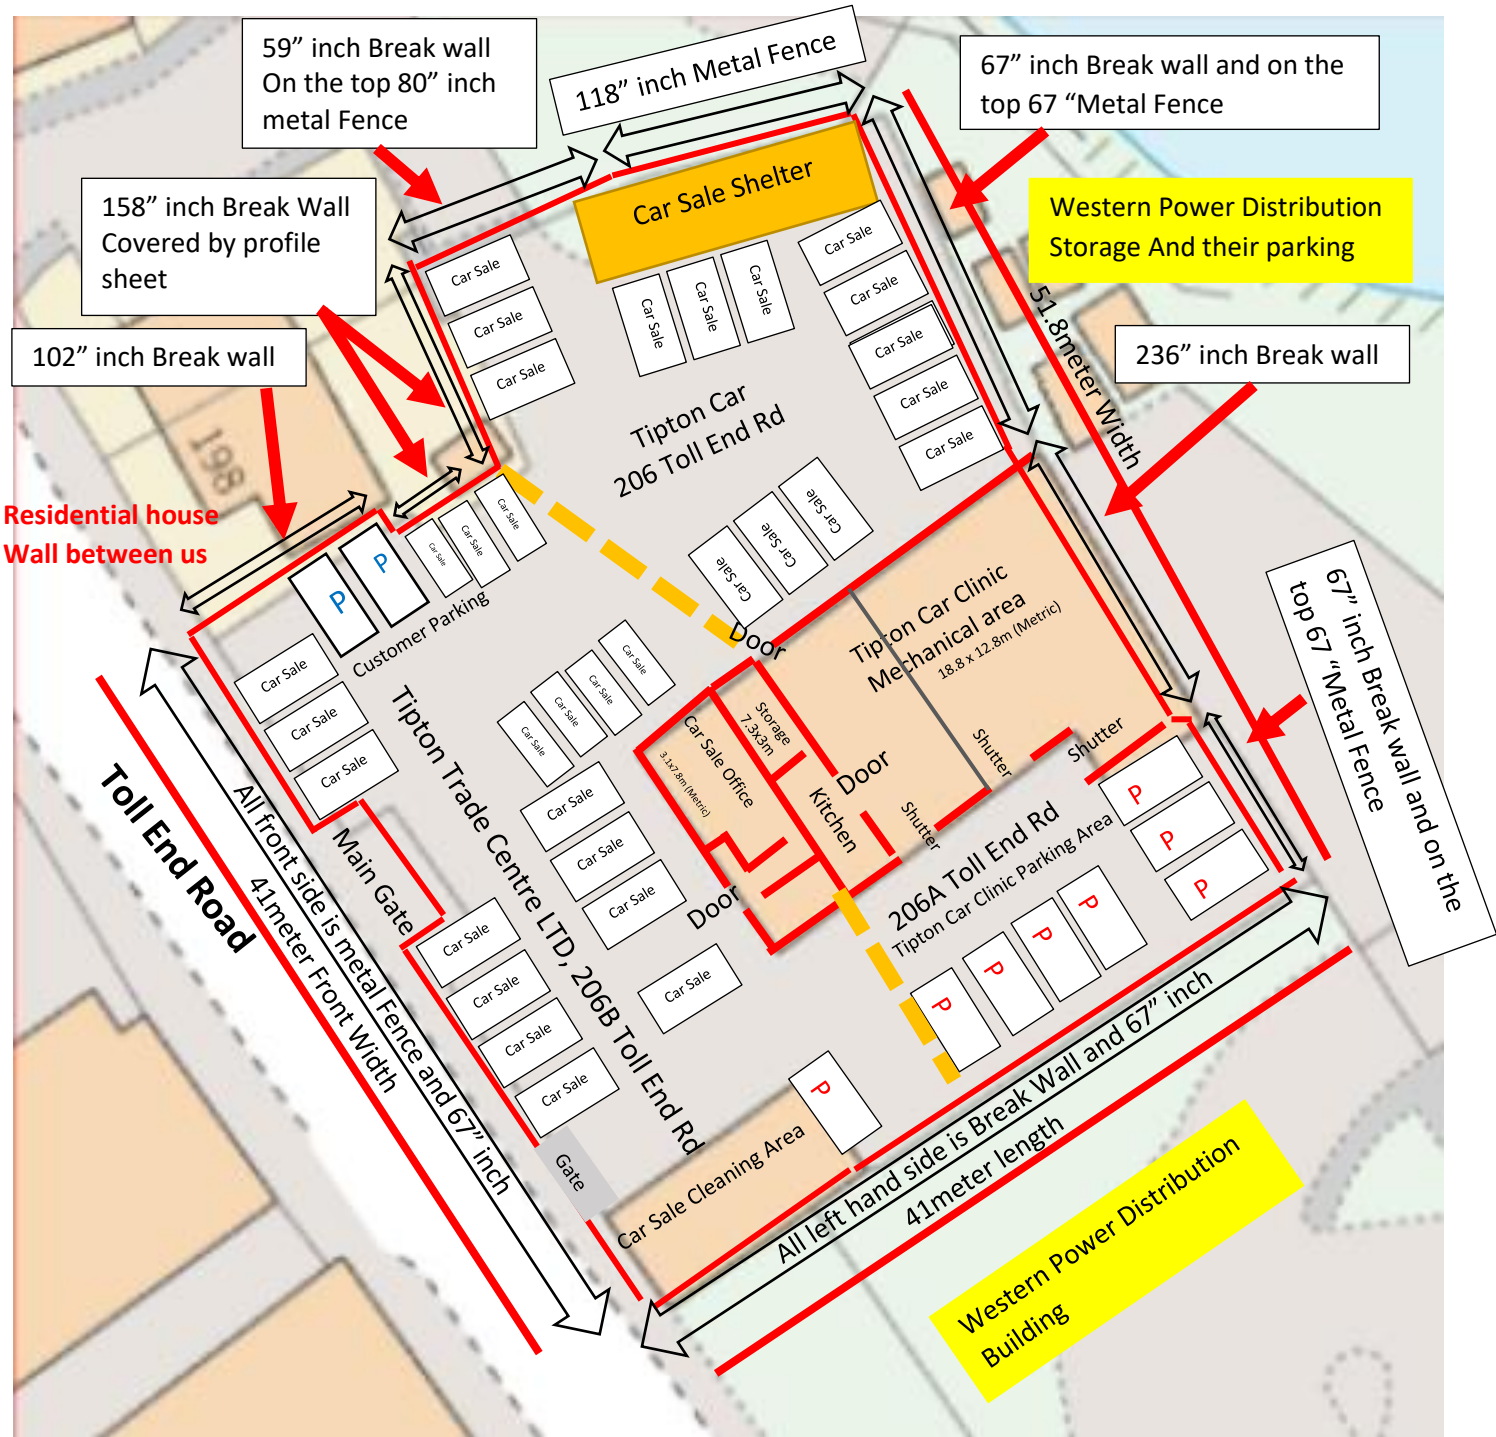 59” inch Break wall
On the top 80” inch
metal Fence
118” inch Metal Fence
67” inch Break wall and on the
top 67 “Metal Fence
158” inch Break Wall
Covered by profile
sheet
Western Power Distribution
Storage And their parking
102” inch Break wall
236” inch Break wall
51.8meter Width
198
Residential house
Wall between us
Car Sale Shelter
Car Sale
Car Sale
Car Sale
Car Sale
Car Sale
Car Sale
Car Sale
Car Sale
Car Sale
Car Sale
Car Sale
Tipton Car
206 Toll End Rd
Car Sale
Car Sale
Car Sale
P
P
Car Sale
Car Sale
Car Sale
Customer Parking
Car Sale
Car Sale
Car Sale
Car Sale
Car Sale
Car Sale
Car Sale
Door
Tipton Car Clinic
Mechanical area
18.8 x 12.8m (Metric)
67” inch Break wall and on the
top 67 “Metal Fence
Storage
7.3x3m
Car Sale Office
3.1x7.8m (Metric)
Door
Kitchen
Shutter
Shutter
Shutter
Door
Tipton Trade Centre LTD, 206B Toll End Rd
Car Sale
Car Sale
Car Sale
Car Sale
Toll End Road
All front side is metal Fence and 67” inch
41meter Front Width
Main Gate
Car Sale
Car Sale
Car Sale
Car Sale
206A Toll End Rd
Tipton Car Clinic Parking Area
P
P
P
P
P
P
P
P
Gate
Car Sale Cleaning Area
All left hand side is Break Wall and 67” inch
41meter length
Western Power Distribution
Building